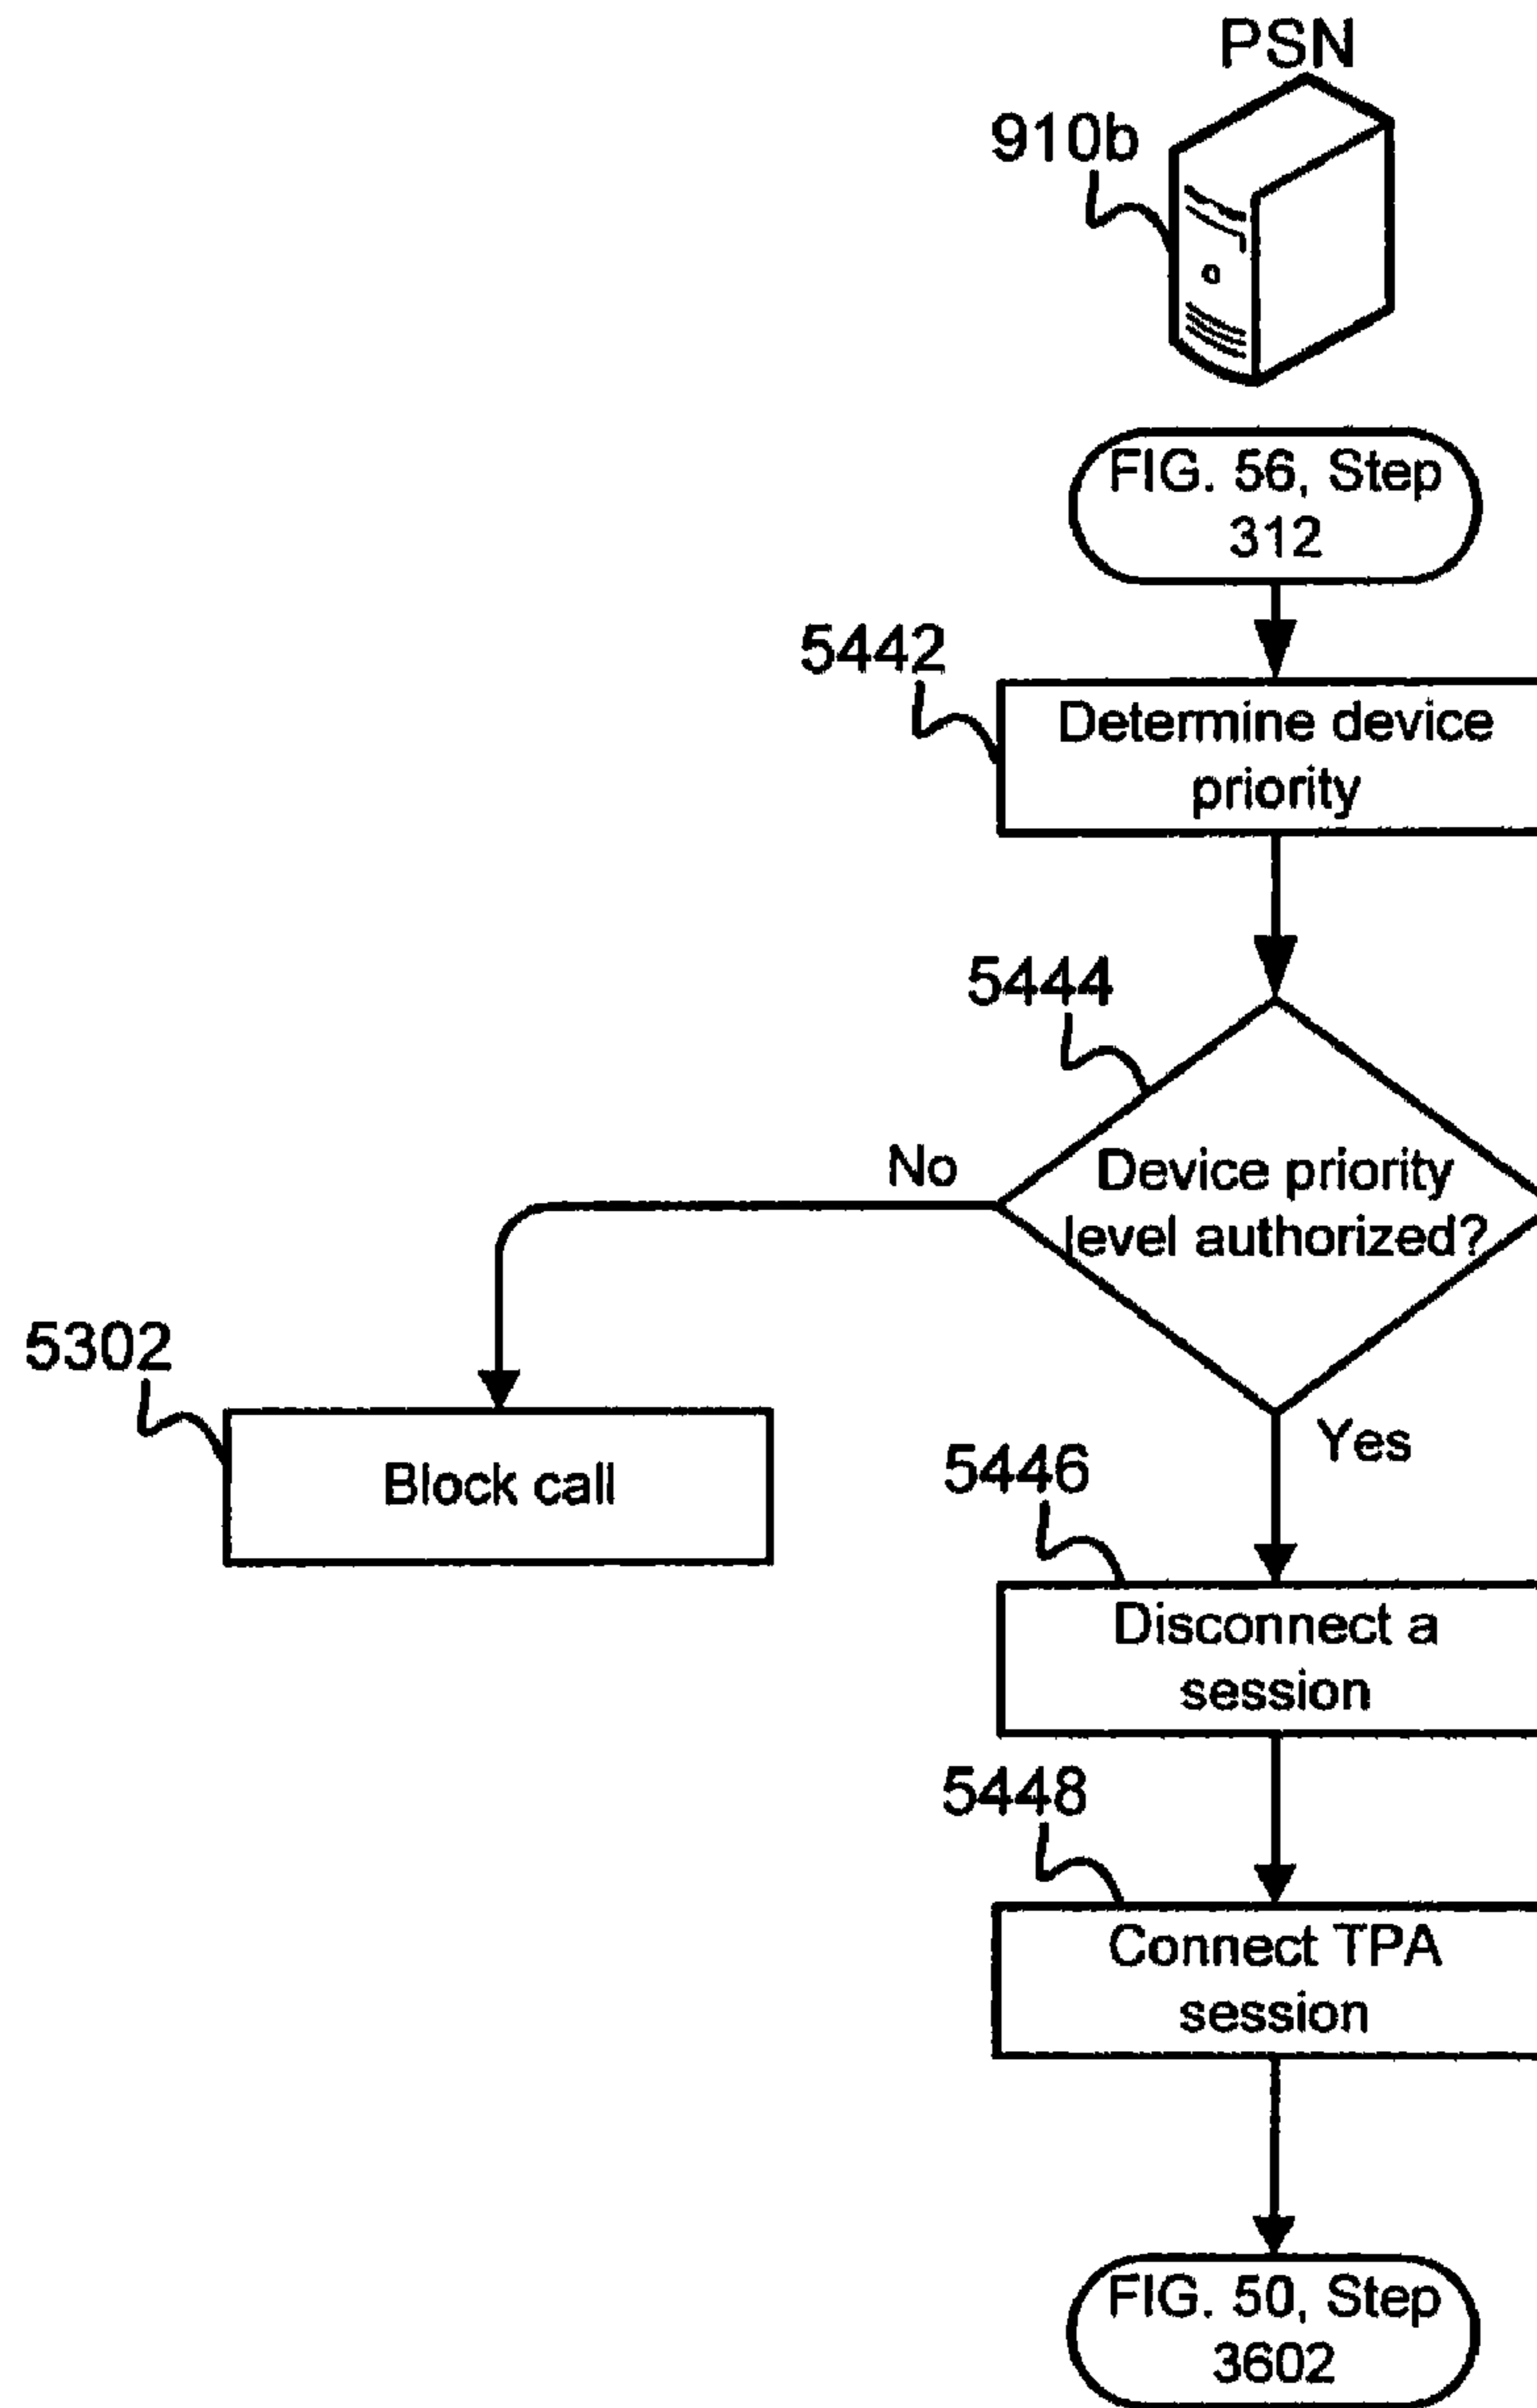 PSN
910b
FIG. 56, Step
312
5442
Determine device
priority
5444
No
Device priority
level authorized?
5302
Block call
Yes
5446
Disconnect a
session
5448
Connect TPA
session
FIG. 50, Step
3602